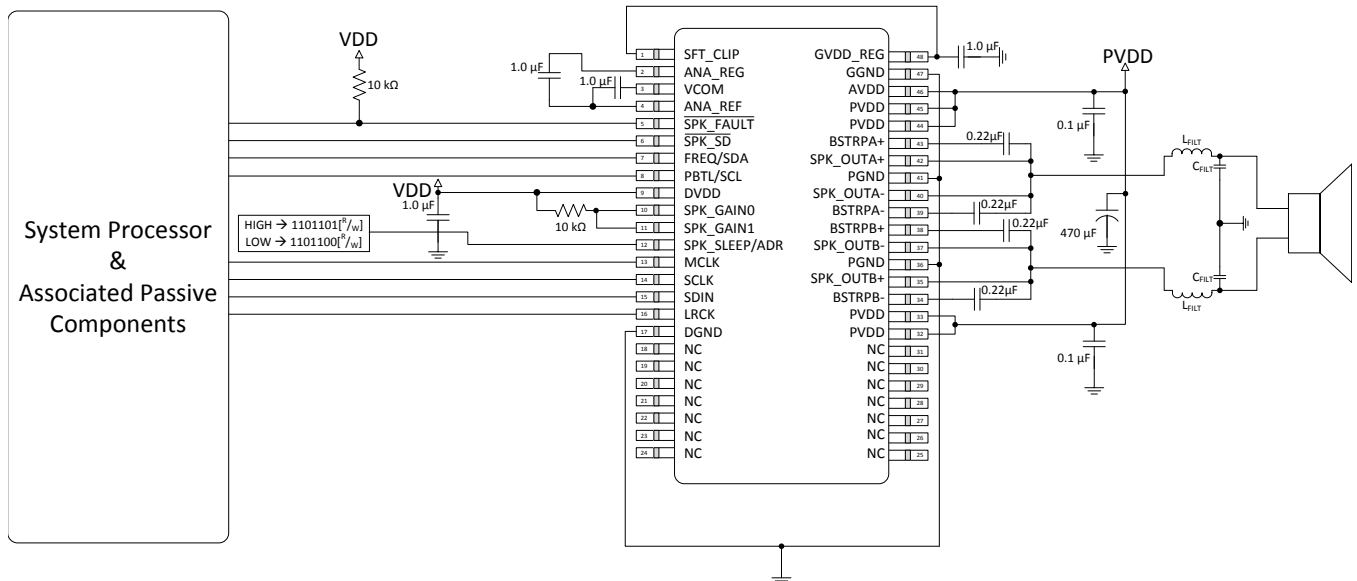 System Processor
&
Associated Passive
Components
VDD
10 kΩ
1.0 µF
1.0 µF
VDD
1.0 µF
10 kΩ
HIGH → 1101101[R/W]
LOW → 1101100[R/W]
1 SFT_CLIP
2 ANA_REG
3 VCOM
4 ANA_REF
5 SPK_FAULT
6 SPK_SD
7 FREQ/SDA
8 PBTL/SCL
9 DVDD
10 SPK_GAIN0
11 SPK_GAIN1
12 SPK_SLEEP/ADR
13 MCLK
14 SCLK
15 SDIN
16 LRCK
17 DGND
18 NC
19 NC
20 NC
21 NC
22 NC
23 NC
24 NC
GVDD_REG 48
GGND 47
AVDD 46
PVDD 45
PVDD 44
BSTRPA+ 43
SPK_OUTA+ 42
PGND 41
SPK_OUTA- 40
BSTRPA- 39
BSTRPB+ 38
SPK_OUTB- 37
PGND 36
SPK_OUTB+ 35
BSTRPB- 34
PVDD 33
PVDD 32
NC 31
NC 30
NC 29
NC 28
NC 27
NC 26
NC 25
1.0 µF
PVDD
0.1 µF
0.22µF
0.22µF
0.22µF
0.22µF
470 µF
0.1 µF
LFILT
CFILT
CFILT
LFILT